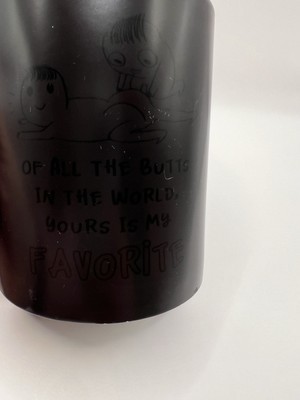 OF ALL THE BUTTS
IN THE WORLD,
YOURS IS MY
FAVORITE